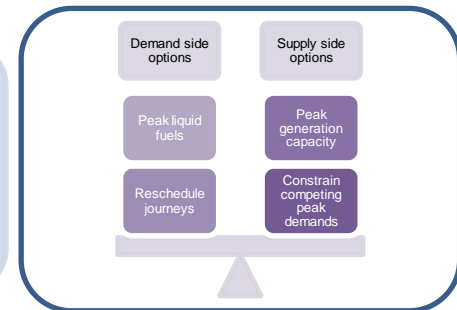 Demand side
options
Supply side
options
Peak liquid
fuels
Peak
generation
capacity
Reschedule
journeys
Constrain
competing
peak
demands